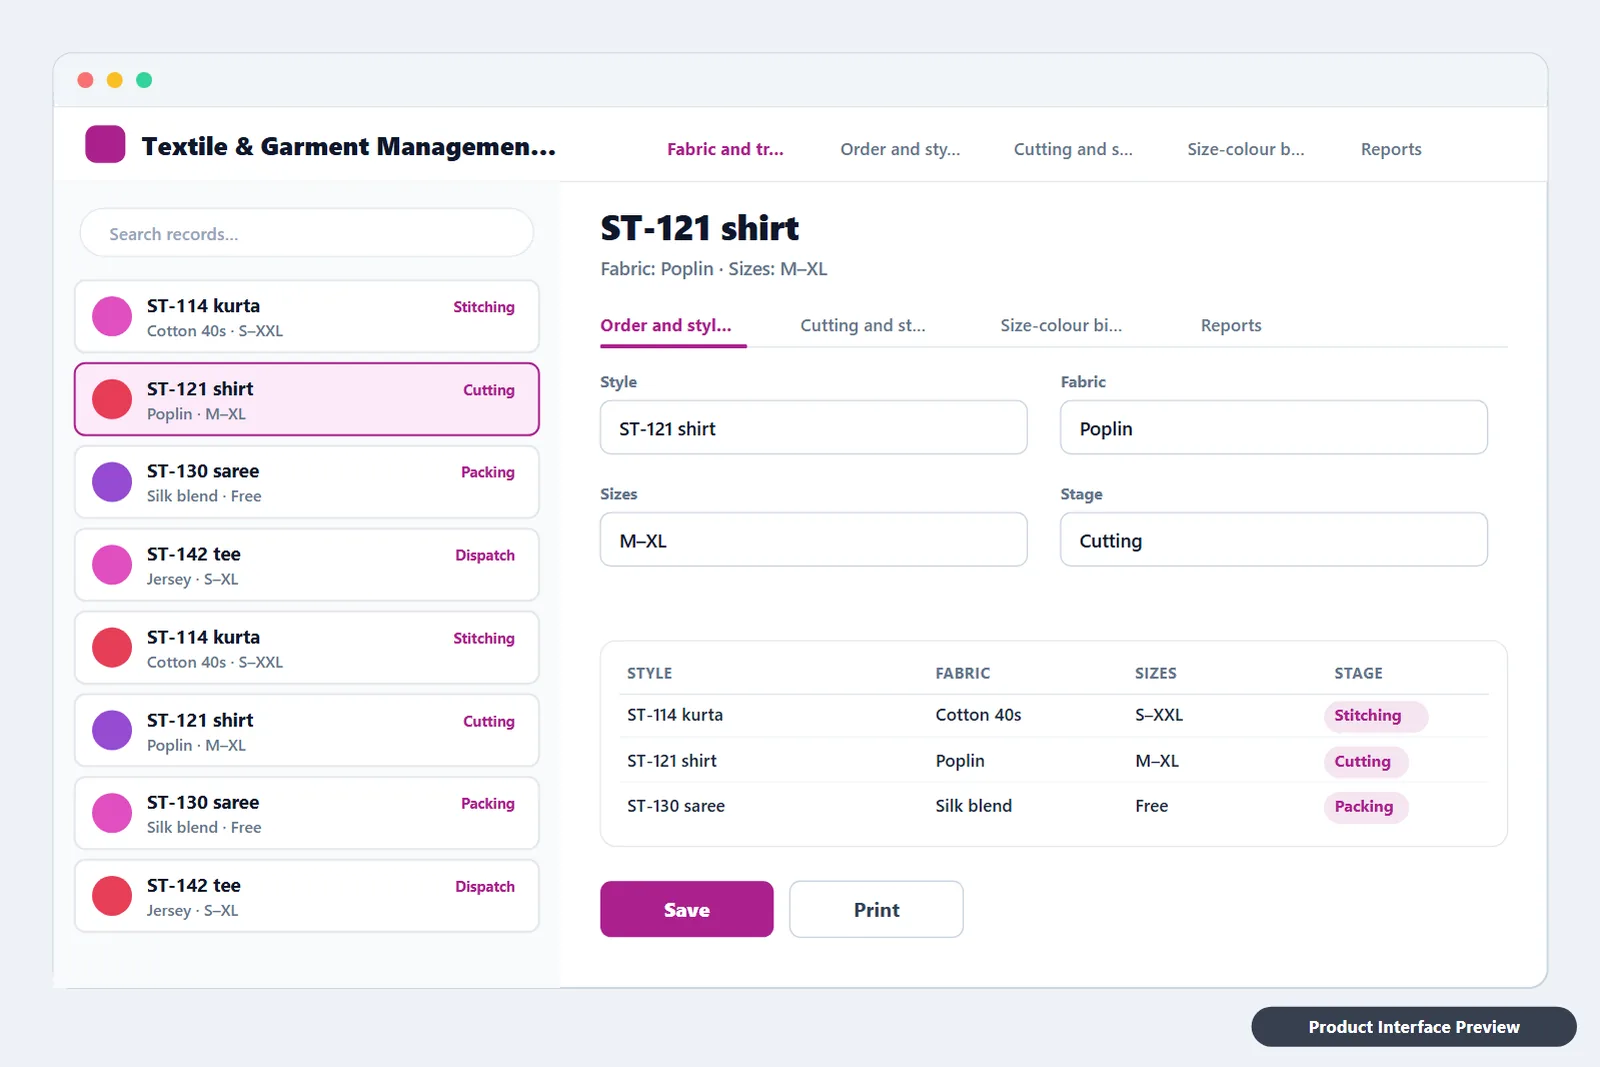 Textile & Garment Managemen...
Fabric and tr...
Order and sty...
Cutting and s...
Size-colour b...
Reports
Search records...
ST-114 kurta
Stitching
Cotton 40s · S–XXL
ST-121 shirt
Cutting
Poplin · M–XL
ST-130 saree
Packing
Silk blend · Free
ST-142 tee
Dispatch
Jersey · S–XL
ST-114 kurta
Stitching
Cotton 40s · S–XXL
ST-121 shirt
Cutting
Poplin · M–XL
ST-130 saree
Packing
Silk blend · Free
ST-142 tee
Dispatch
Jersey · S–XL
ST-121 shirt
Fabric: Poplin · Sizes: M–XL
Order and styl...
Cutting and st...
Size-colour bi...
Reports
Style
Fabric
ST-121 shirt
Poplin
Sizes
Stage
M–XL
Cutting
STYLE FABRIC SIZES STAGE
ST-114 kurta Cotton 40s S–XXL Stitching
ST-121 shirt Poplin M–XL Cutting
ST-130 saree Silk blend Free Packing
Save
Print
Product Interface Preview